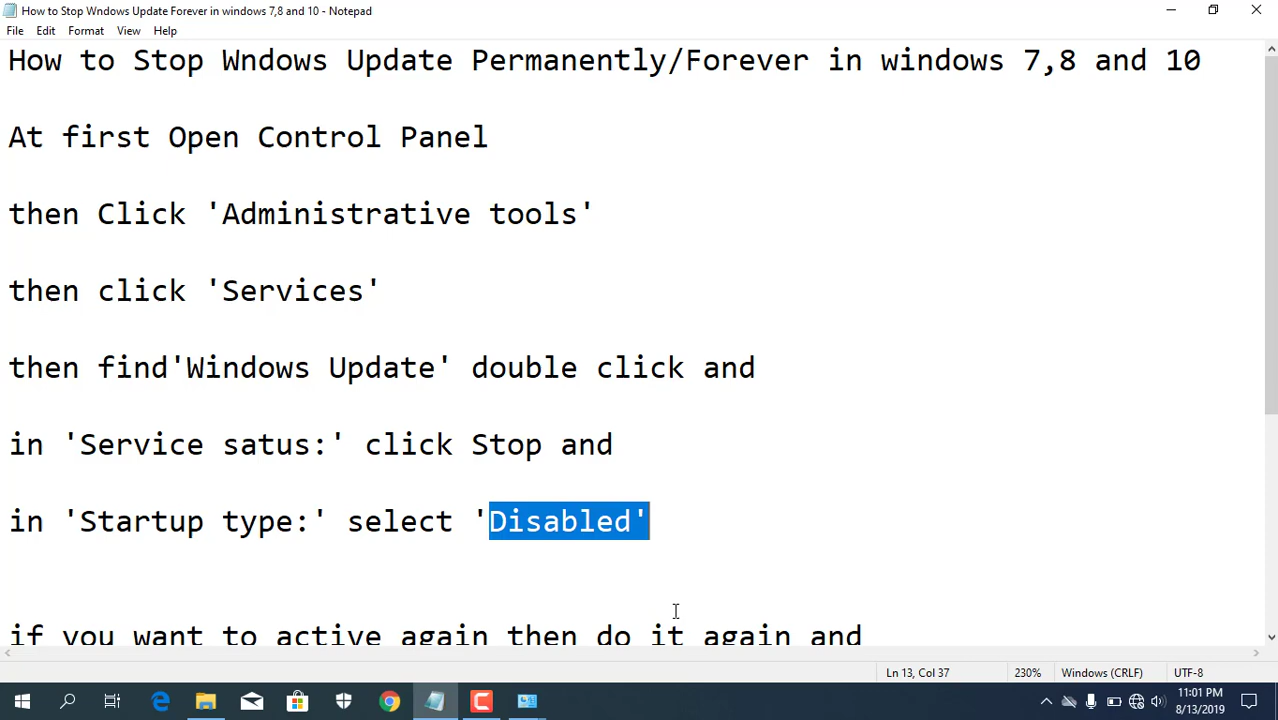 How to Stop Wndows Update Forever in windows 7,8 and 10 - Notepad
File Edit Format View Help
How to Stop Wndows Update Permanently/Forever in windows 7,8 and 10
At first Open Control Panel
then Click 'Administrative tools'
then click 'Services'
then find'Windows Update' double click and
in 'Service satus:' click Stop and
in 'Startup type:' select 'Disabled'
if you want to active again then do it again and
Ln 13, Col 37 230% Windows (CRLF) UTF-8
11:01 PM
8/13/2019